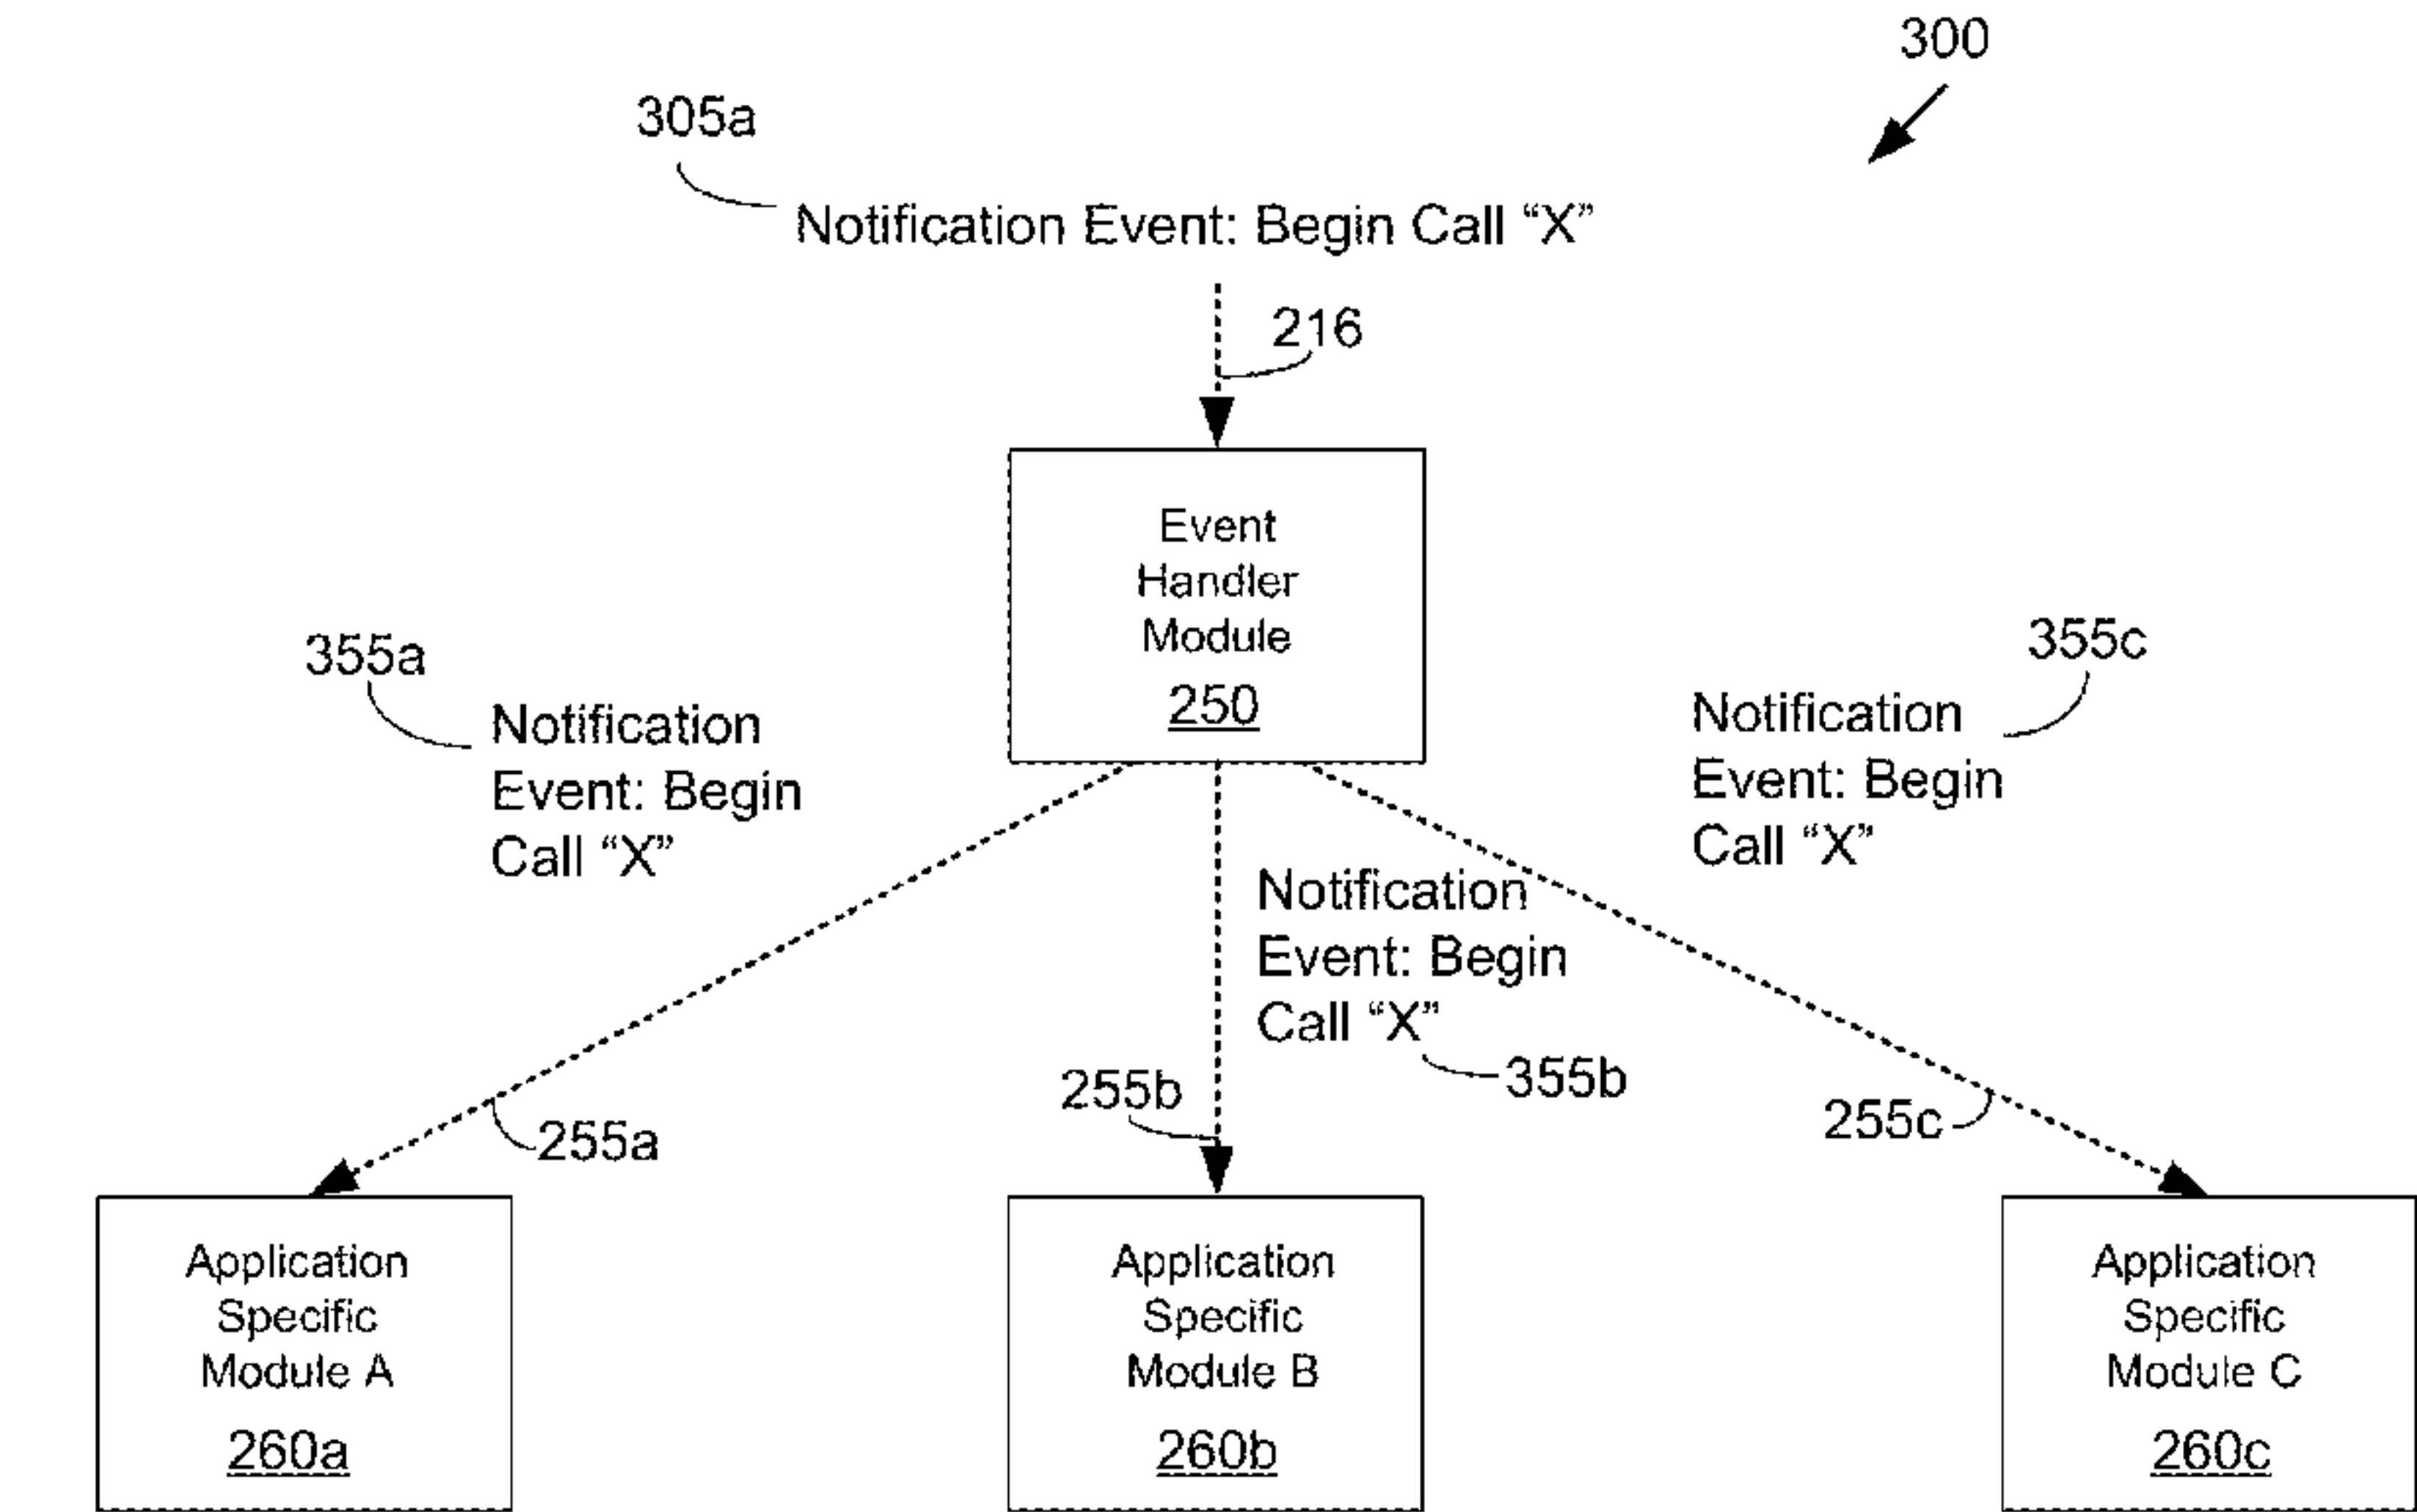 300
305a
Notification Event: Begin Call “X”
216
Event
Handler
Module
250
355a
Notification
Event: Begin
Call “X”
355c
Notification
Event: Begin
Call “X”
Notification
Event: Begin
Call “X”
355b
255a
255b
255c
Application
Specific
Module A
260a
Application
Specific
Module B
260b
Application
Specific
Module C
260c